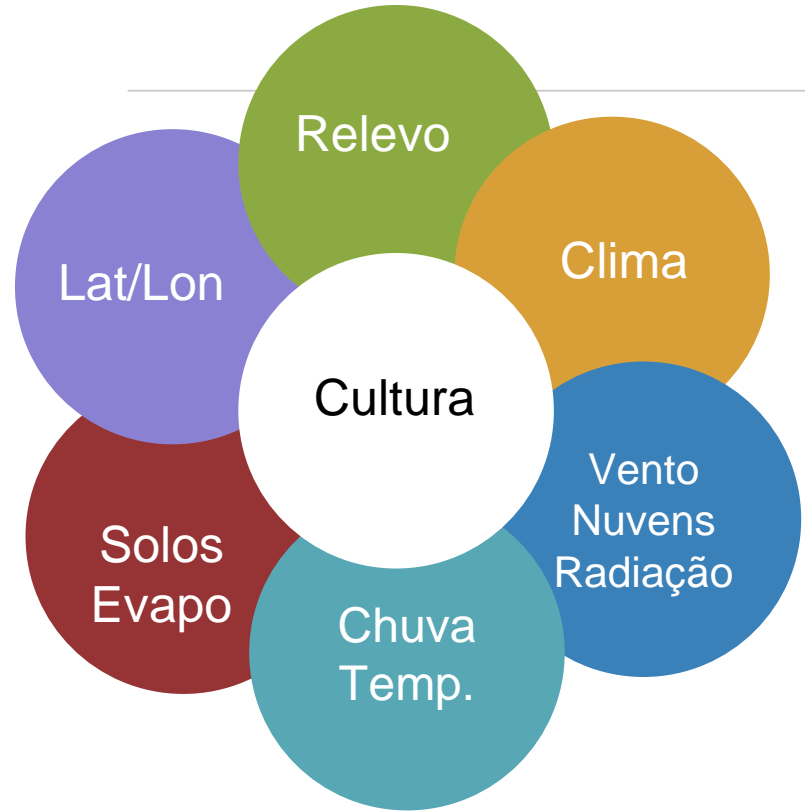 Relevo
Clima
Lat/Lon
Cultura
Vento
Nuvens
Radiação
Solos
Evapo
Chuva
Temp.